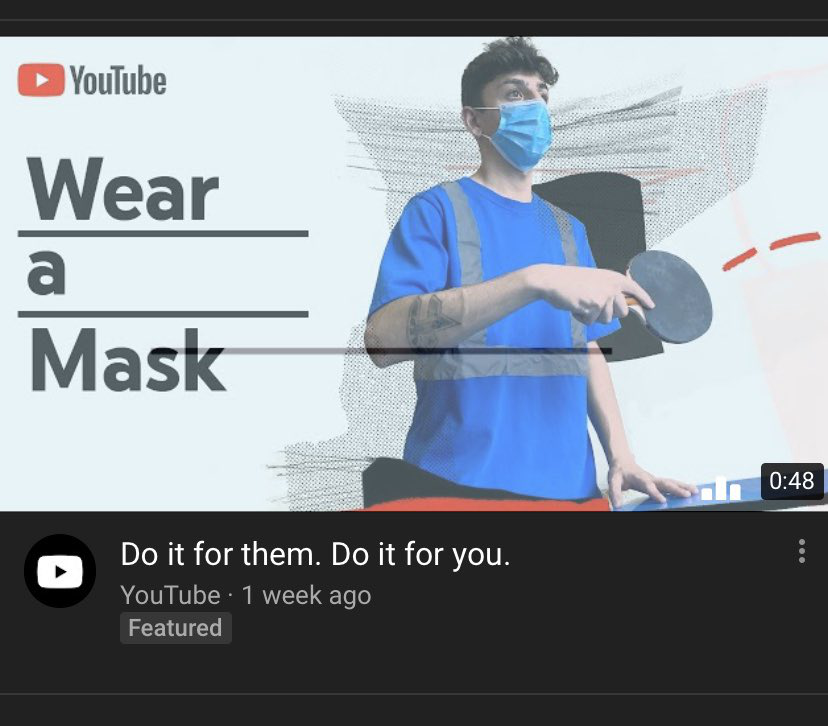 YouTube
Wear
a
Mask
0:48
Do it for them. Do it for you.
YouTube · 1 week ago
Featured